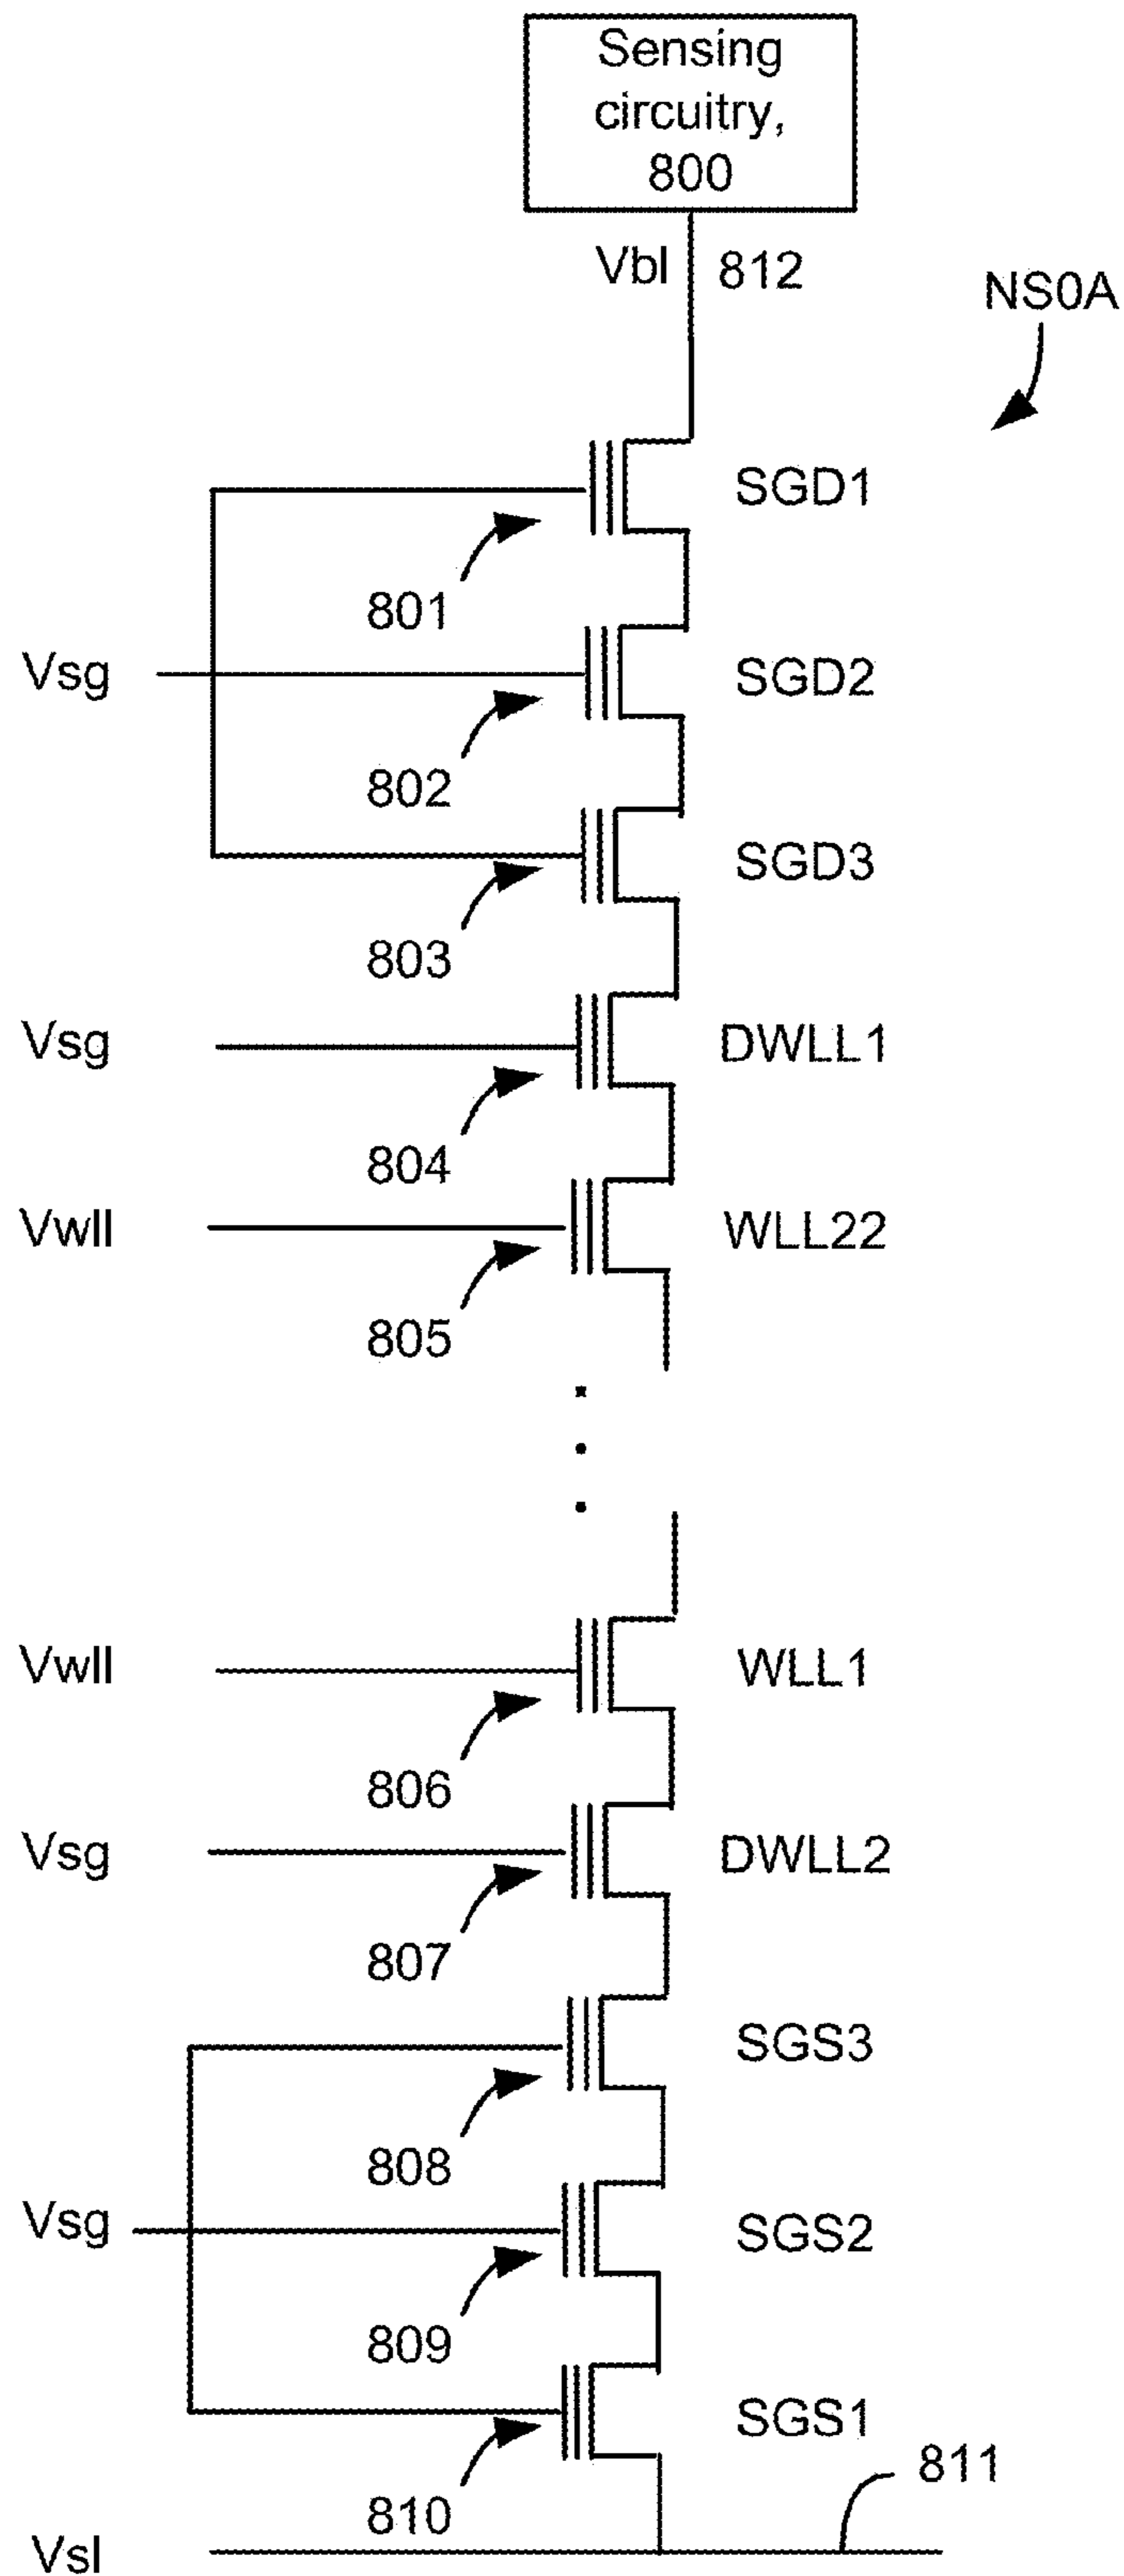 Sensing
circuitry,
800
Vbl 812
NS0A
SGD1
801
Vsg SGD2
802
SGD3
803
Vsg DWLL1
804
Vwll WLL22
805
Vwll WLL1
806
Vsg DWLL2
807
SGS3
808
Vsg SGS2
809
SGS1
811
810
Vsl